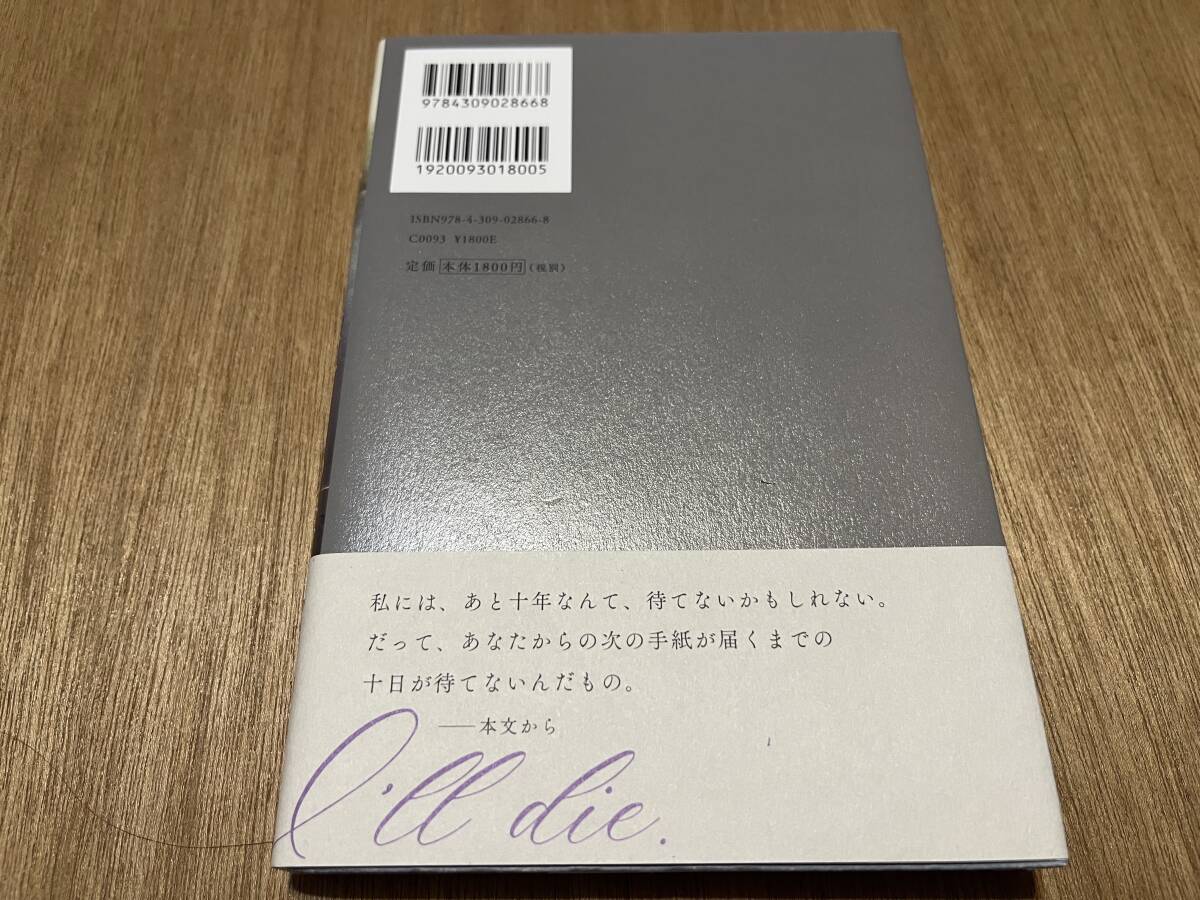 9784309028668
1920093018005
ISBN978-4-309-02866-8
C0093 ¥1800E
定価 本体1800円（税別）
私には、あと十年なんて、待てないかもしれない。
だって、あなたからの次の手紙が届くまでの
十日が待てないんだもの。
――本文から
I'll die.